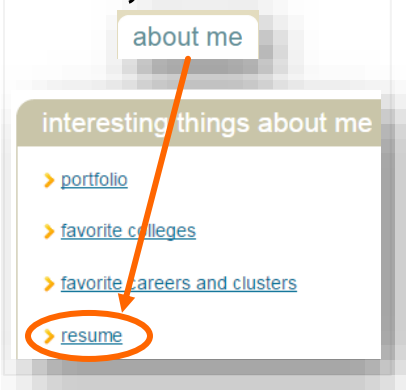 about me
interesting things about me
portfolio
favorite colleges
favorite careers and clusters
resume